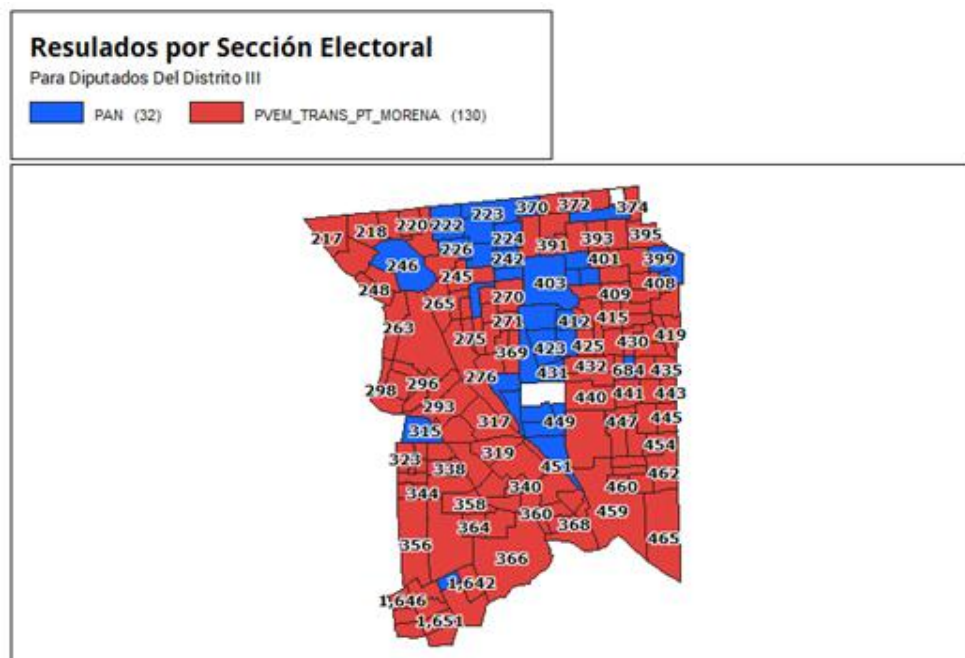 Resulados por Sección Electoral
Para Diputados Del Distrito III
PAN (32) PVEM_TRANS_PT_MORENA (130)
217 218 220 222 223 370 372 374
226 224 391 393 395
246 245 242 401 399
248 265 270 403 409 408
263 271 412 415
275 369 423 425 430 419
298 296 276 431 432 684 435
293 440 441 443
315 317 449 447 445
323 338 319 451 454
344 340 460 462
358 360 459
356 364 368 465
366
1,642
1,646
1,651